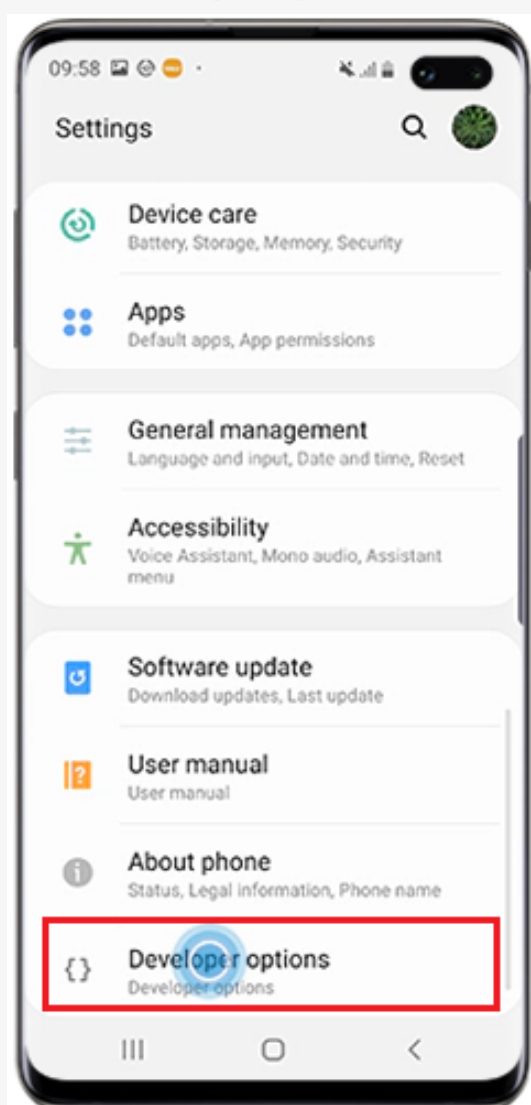 09:58
Settings
Device care
Battery, Storage, Memory, Security
Apps
Default apps, App permissions
General management
Language and input, Date and time, Reset
Accessibility
Voice Assistant, Mono audio, Assistant
menu
Software update
Download updates, Last update
User manual
User manual
About phone
Status, Legal information, Phone name
{} Developer options
Developer options